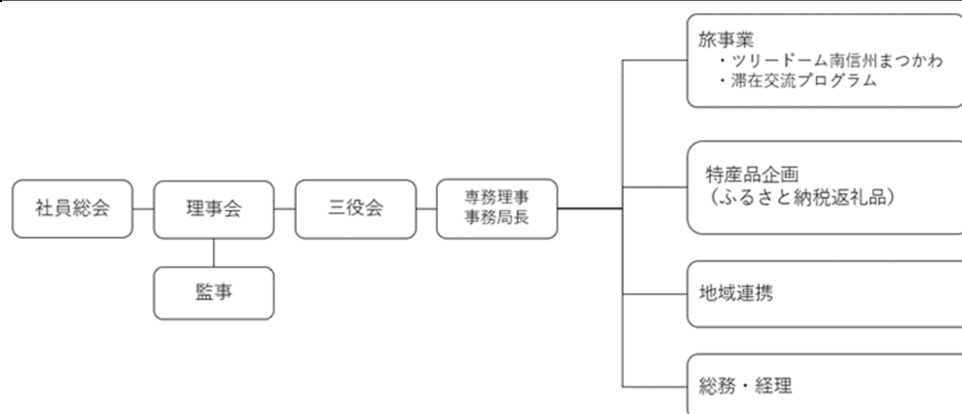 社員総会
理事会
監事
三役会
専務理事
事務局長
旅事業
・ツリードーム南信州まつかわ
・滞在交流プログラム
特産品企画
（ふるさと納税返礼品）
地域連携
総務・経理